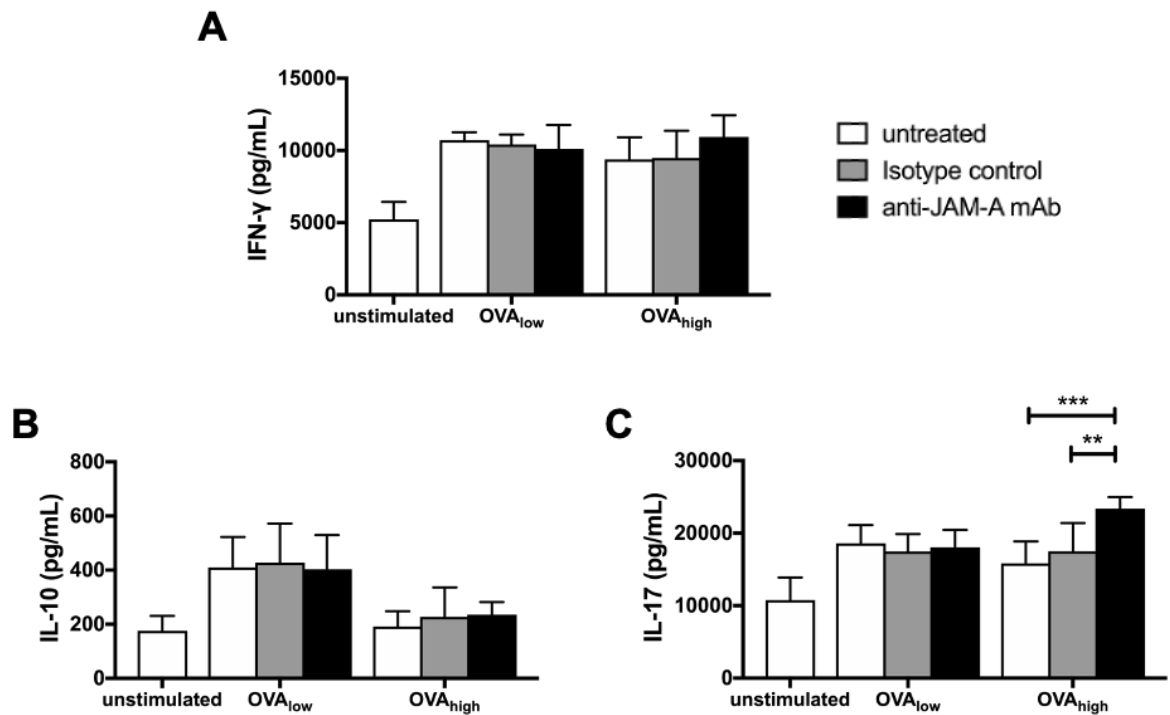 A
IFN-γ (pg/mL)
15000
10000
5000
0
unstimulated
OVAlow
OVAhigh
untreated
Isotype control
anti-JAM-A mAb
B
IL-10 (pg/mL)
800
600
400
200
0
unstimulated
OVAlow
OVAhigh
C
***
**
IL-17 (pg/mL)
30000
20000
10000
0
unstimulated
OVAlow
OVAhigh